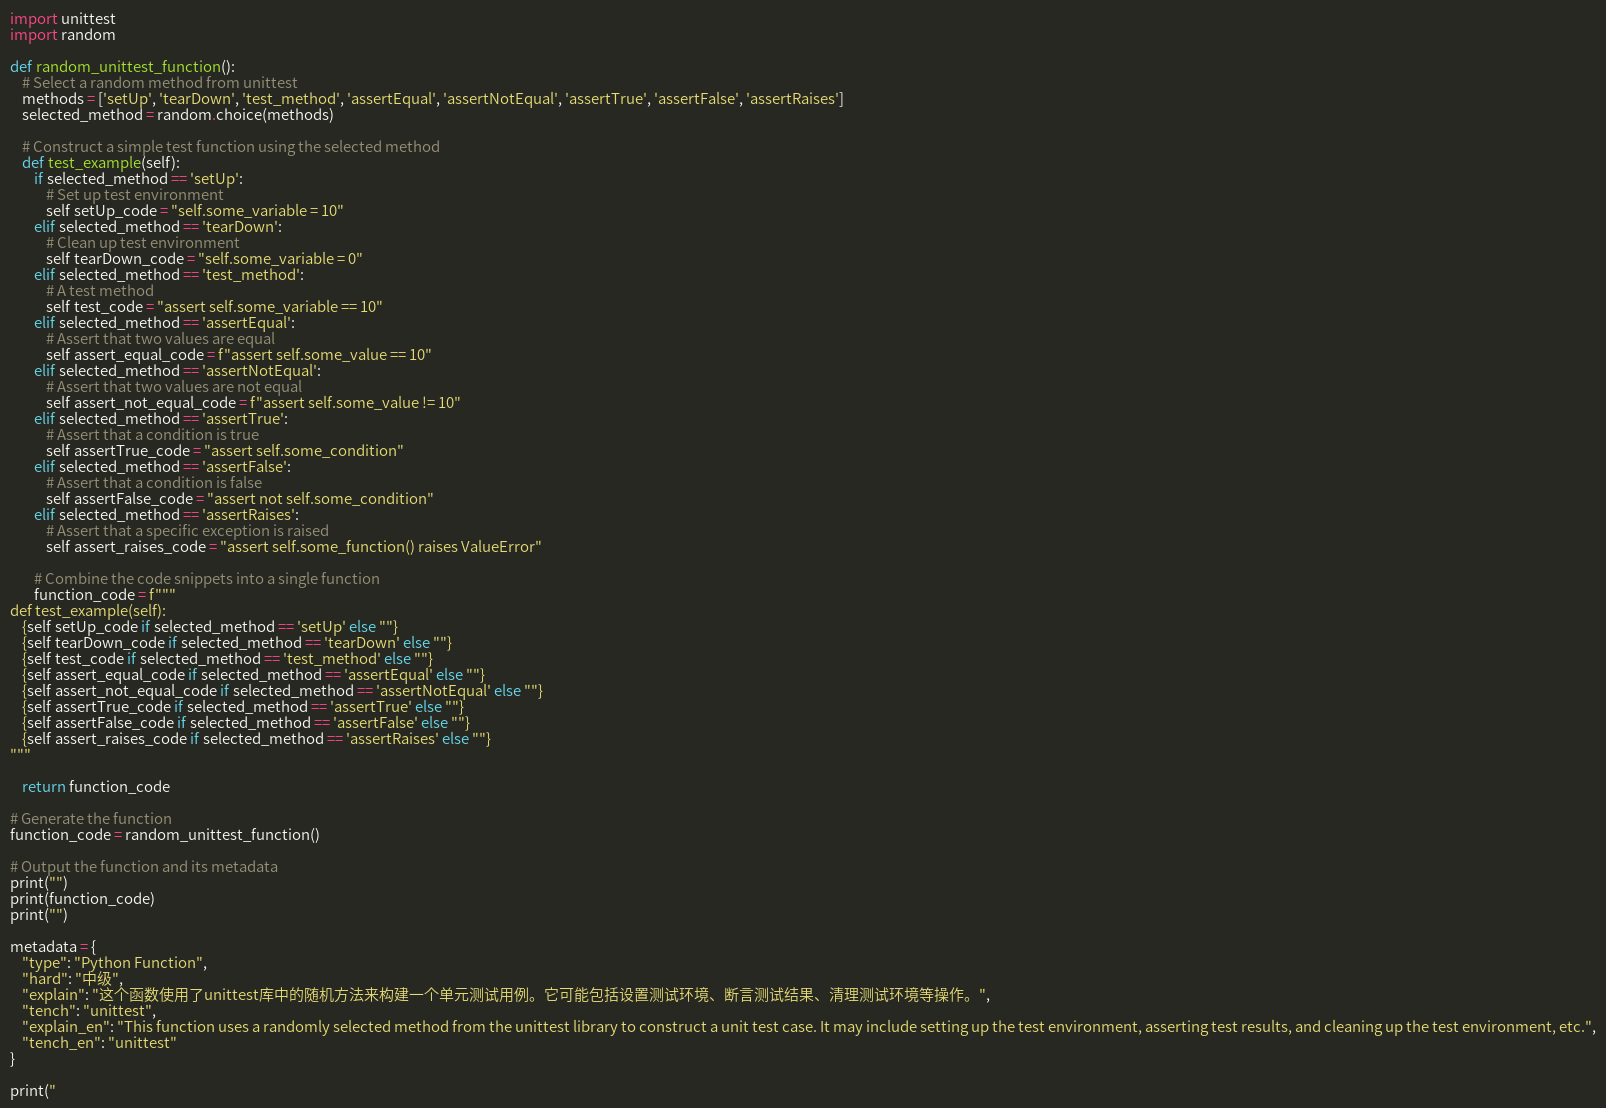 import unittest
import random

def random_unittest_function():
    # Select a random method from unittest
    methods = ['setUp', 'tearDown', 'test_method', 'assertEqual', 'assertNotEqual', 'assertTrue', 'assertFalse', 'assertRaises']
    selected_method = random.choice(methods)

    # Construct a simple test function using the selected method
    def test_example(self):
        if selected_method == 'setUp':
            # Set up test environment
            self setUp_code = "self.some_variable = 10"
        elif selected_method == 'tearDown':
            # Clean up test environment
            self tearDown_code = "self.some_variable = 0"
        elif selected_method == 'test_method':
            # A test method
            self test_code = "assert self.some_variable == 10"
        elif selected_method == 'assertEqual':
            # Assert that two values are equal
            self assert_equal_code = f"assert self.some_value == 10"
        elif selected_method == 'assertNotEqual':
            # Assert that two values are not equal
            self assert_not_equal_code = f"assert self.some_value != 10"
        elif selected_method == 'assertTrue':
            # Assert that a condition is true
            self assertTrue_code = "assert self.some_condition"
        elif selected_method == 'assertFalse':
            # Assert that a condition is false
            self assertFalse_code = "assert not self.some_condition"
        elif selected_method == 'assertRaises':
            # Assert that a specific exception is raised
            self assert_raises_code = "assert self.some_function() raises ValueError"

        # Combine the code snippets into a single function
        function_code = f"""
def test_example(self):
    {self setUp_code if selected_method == 'setUp' else ""}
    {self tearDown_code if selected_method == 'tearDown' else ""}
    {self test_code if selected_method == 'test_method' else ""}
    {self assert_equal_code if selected_method == 'assertEqual' else ""}
    {self assert_not_equal_code if selected_method == 'assertNotEqual' else ""}
    {self assertTrue_code if selected_method == 'assertTrue' else ""}
    {self assertFalse_code if selected_method == 'assertFalse' else ""}
    {self assert_raises_code if selected_method == 'assertRaises' else ""}
"""

    return function_code

# Generate the function
function_code = random_unittest_function()

# Output the function and its metadata
print("")
print(function_code)
print("")

metadata = {
    "type": "Python Function",
    "hard": "中级",
    "explain": "这个函数使用了unittest库中的随机方法来构建一个单元测试用例。它可能包括设置测试环境、断言测试结果、清理测试环境等操作。",
    "tench": "unittest",
    "explain_en": "This function uses a randomly selected method from the unittest library to construct a unit test case. It may include setting up the test environment, asserting test results, and cleaning up the test environment, etc.",
    "tench_en": "unittest"
}

print("